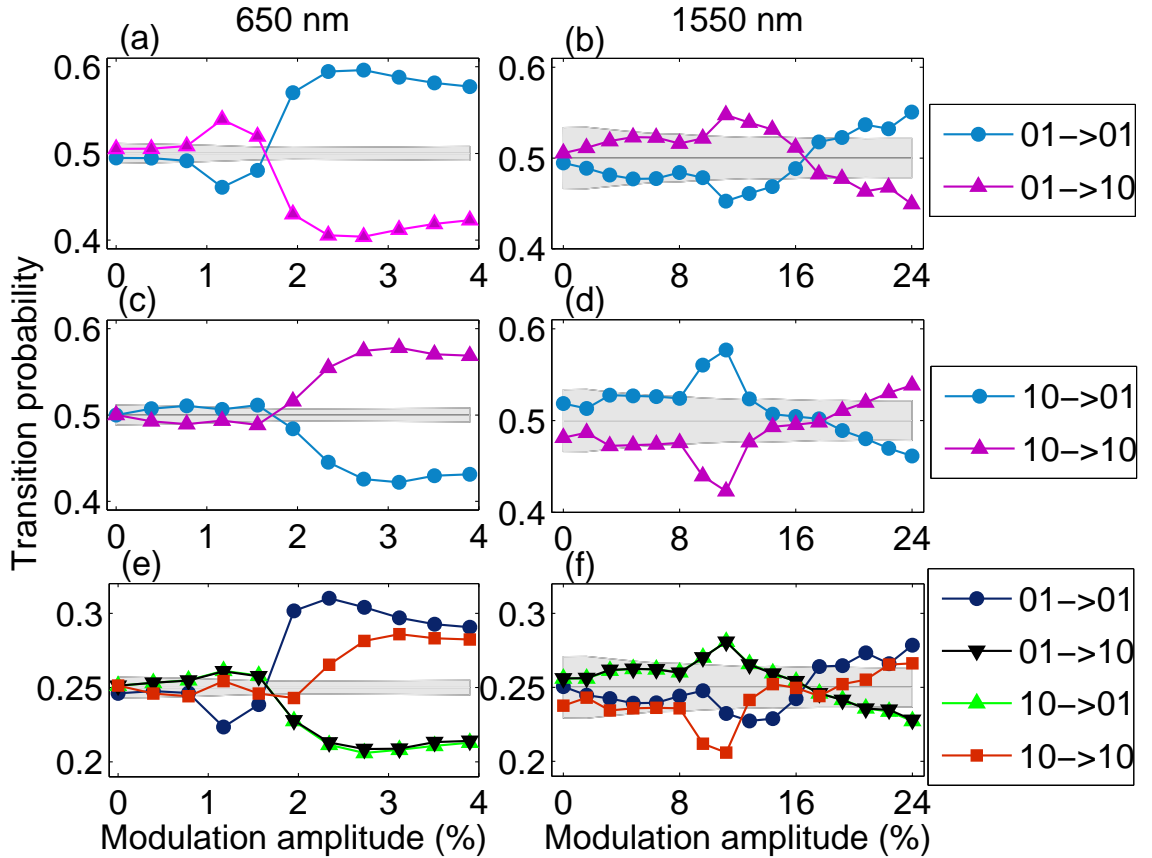 650 nm
1550 nm
(a)
(b)
0.6
0.5
0.4
0 1 2 3 4
0.6
0.5
0.4
0 8 16 24
01->01
01->10
(c)
(d)
0.6
0.5
0.4
0 1 2 3 4
0.6
0.5
0.4
0 8 16 24
10->01
10->10
Transition probability
(e)
(f)
0.3
0.25
0.2
0 1 2 3 4
0.3
0.25
0.2
0 8 16 24
01->01
01->10
10->01
10->10
Modulation amplitude (%)
Modulation amplitude (%)